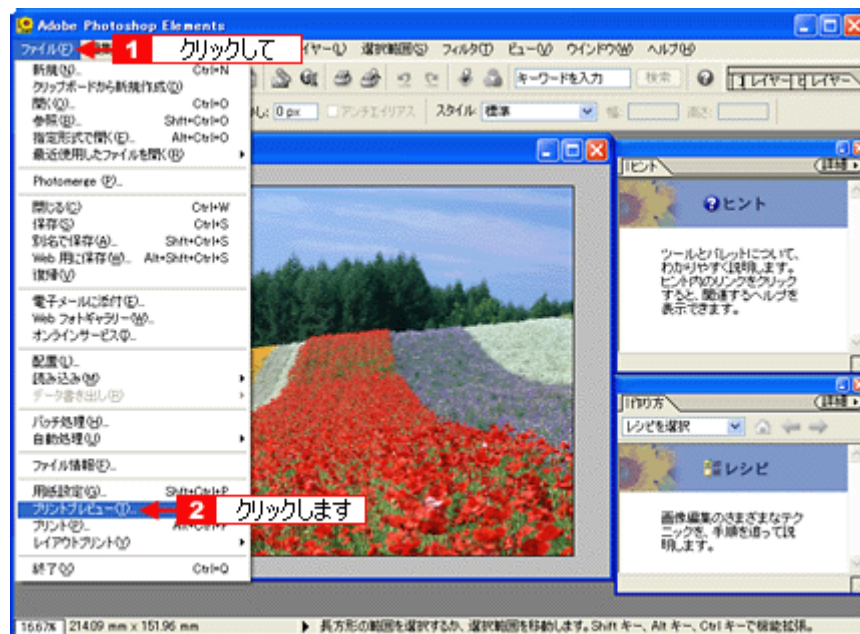 Adobe Photoshop Elements
ファイル(F)
1 クリックして
イヤー(L) 選択範囲(S) フィルタ(T) ビュー(V) ウインドウ(W) ヘルプ(H)
キーワードを入力 検索
レイヤー レイヤー
0 px アンチエイリアス スタイル: 標準 幅: 高さ:
新規(N)... Ctrl+N
クリップボードから新規作成(C)
開く(O)... Ctrl+O
参照(B)... Shift+Ctrl+O
指定形式で開く(E)... Alt+Ctrl+O
最近使用したファイルを開く(R)
Photomerge (P)...
閉じる(C) Ctrl+W
保存(S) Ctrl+S
別名で保存(A)... Shift+Ctrl+S
Web 用に保存(W)... Alt+Shift+Ctrl+S
復帰(V)
電子メールに添付(E)...
Web フォトギャラリー(W)...
オンラインサービス(I)...
配置(L)...
読み込み(M)
データ書き出し(R)
バッチ処理(H)...
自動処理(U)
ファイル情報(F)...
用紙設定(G)... Shift+Ctrl+P
プリントプレビュー(T)...
2 クリックします
プリント(P)... Alt+Ctrl+P
レイアウトプリント(Y)
終了(X) Ctrl+Q
ヒント 詳細
ヒント
ツールとパレットについて、
わかりやすく説明します。
ヒント内のリンクをクリック
すると、関連するヘルプを
表示できます。
作り方 詳細
レシピを選択
レシピ
画像編集のさまざまなテク
ニックを、手順を追って説
明します。
16.67% 214.09 mm x 151.96 mm 長方形の範囲を選択するか、選択範囲を移動します。Shift キー、Alt キー、Ctrl キーで機能拡張。